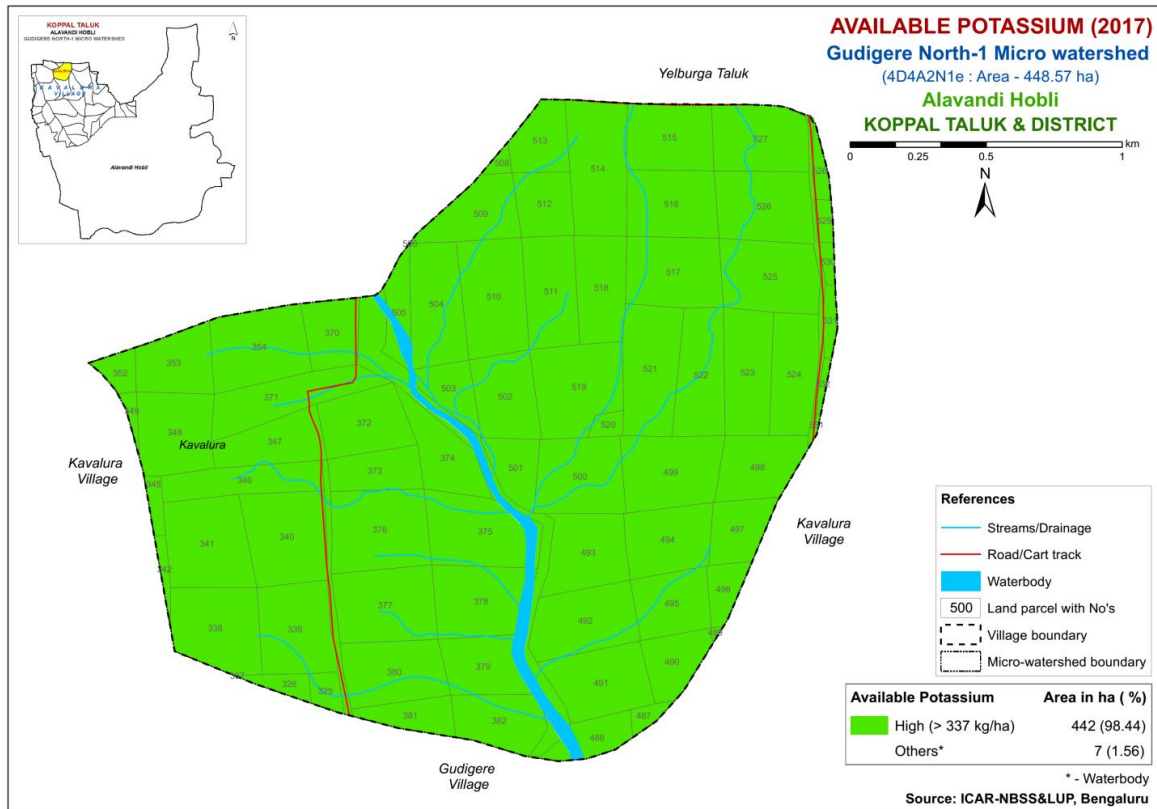 KOPPAL TALUK
ALAVANDI HOBLI
GUDIGERE NORTH-1 MICRO WATERSHED
N
KAVALURA
VILLAGE
Alavandi Hobli
AVAILABLE POTASSIUM (2017)
Gudigere North-1 Micro watershed
(4D4A2N1e : Area - 448.57 ha)
Alavandi Hobli
KOPPAL TALUK & DISTRICT
km
0 0.25 0.5 1
N
Yelburga Taluk
513 515 527
508 514 528
509 512 516 526 529
510 511 518 517 525
504
505
370
354
353
352
371
503 502 519 521 522 523 524
520
349
348 347 372
Kavalura
374
373
501 500 499 498
Kavalura
Village
345 346
341 340 376 375
342
493 494 497
Kavalura
Village
377 378
492 495 496
338 339
380 379
490
491
326 325
381 382
487
486
Gudigere
Village
References
Streams/Drainage
Road/Cart track
Waterbody
500 Land parcel with No's
Village boundary
Micro-watershed boundary
Available Potassium Area in ha ( %)
High (> 337 kg/ha) 442 (98.44)
Others* 7 (1.56)
* - Waterbody
Source: ICAR-NBSS&LUP, Bengaluru